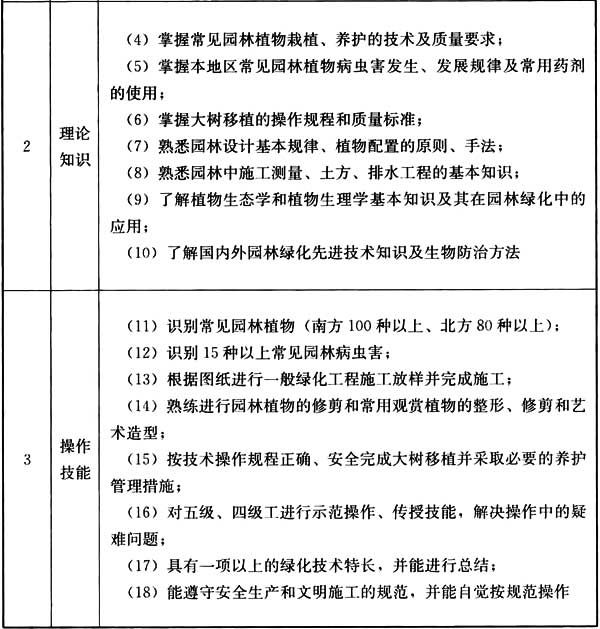 2
理论
知识
（4）掌握常见园林植物栽植、养护的技术及质量要求；
（5）掌握本地区常见园林植物病虫害发生、发展规律及常用药剂
的使用；
（6）掌握大树移植的操作规程和质量标准；
（7）熟悉园林设计基本规律、植物配置的原则、手法；
（8）熟悉园林中施工测量、土方、排水工程的基本知识；
（9）了解植物生态学和植物生理学基本知识及其在园林绿化中的
应用；
（10）了解国内外园林绿化先进技术知识及生物防治方法
3
操作
技能
（11）识别常见园林植物（南方100种以上、北方80种以上）；
（12）识别15种以上常见园林病虫害；
（13）根据图纸进行一般绿化工程施工放样并完成施工；
（14）熟练进行园林植物的修剪和常用观赏植物的整形、修剪和艺
术造型；
（15）按技术操作规程正确、安全完成大树移植并采取必要的养护
管理措施；
（16）对五级、四级工进行示范操作、传授技能，解决操作中的疑
难问题；
（17）具有一项以上的绿化技术特长，并能进行总结；
（18）能遵守安全生产和文明施工的规范，并能自觉按规范操作